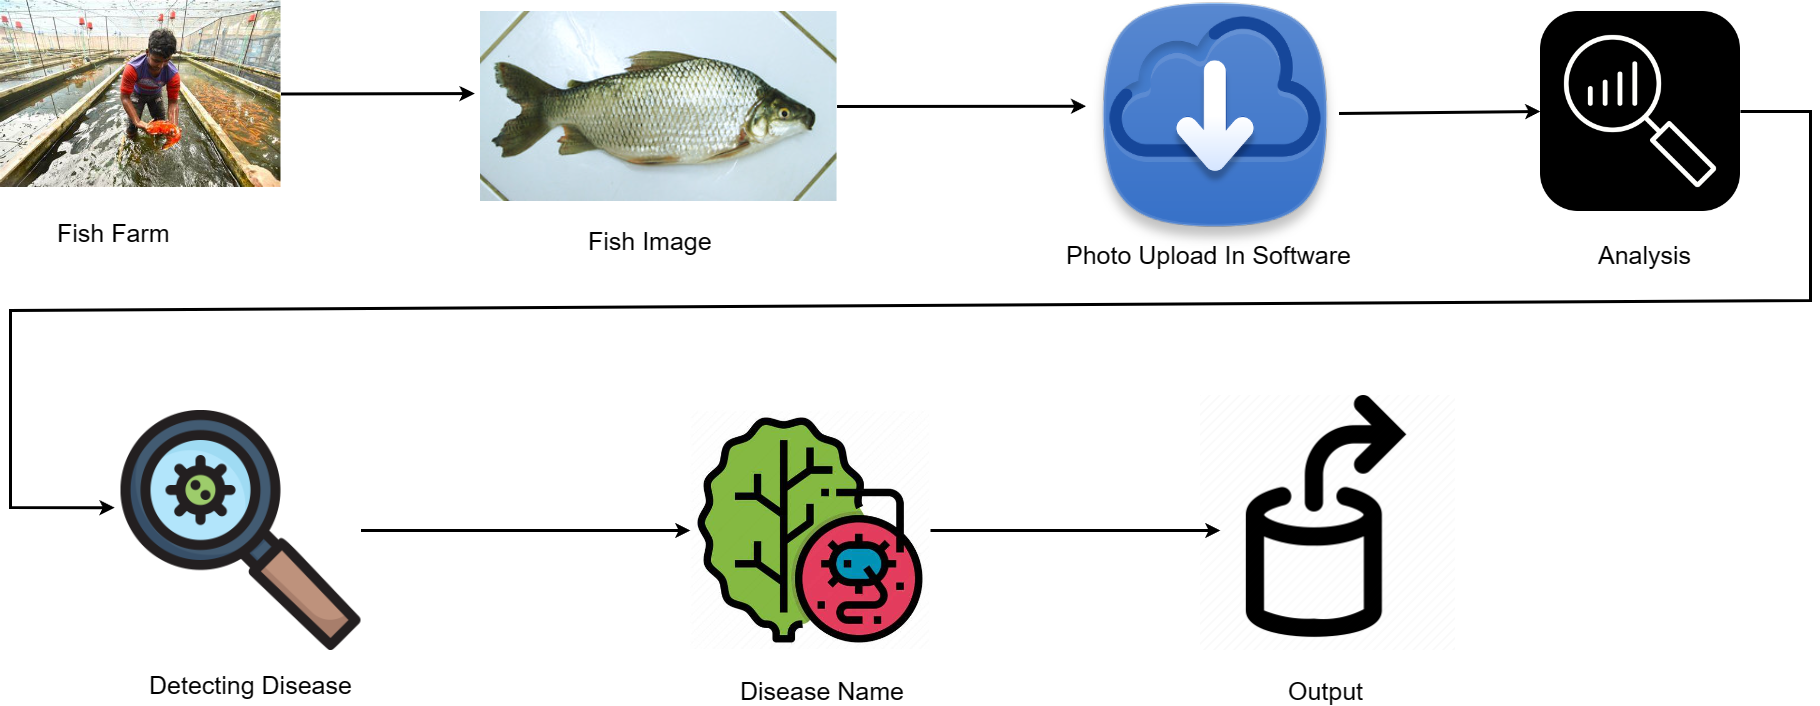 Fish Farm
Fish Image
Photo Upload In Software
Analysis
Detecting Disease
Disease Name
Output